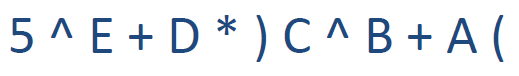 5 ^ E + D * ) C ^ B + A (